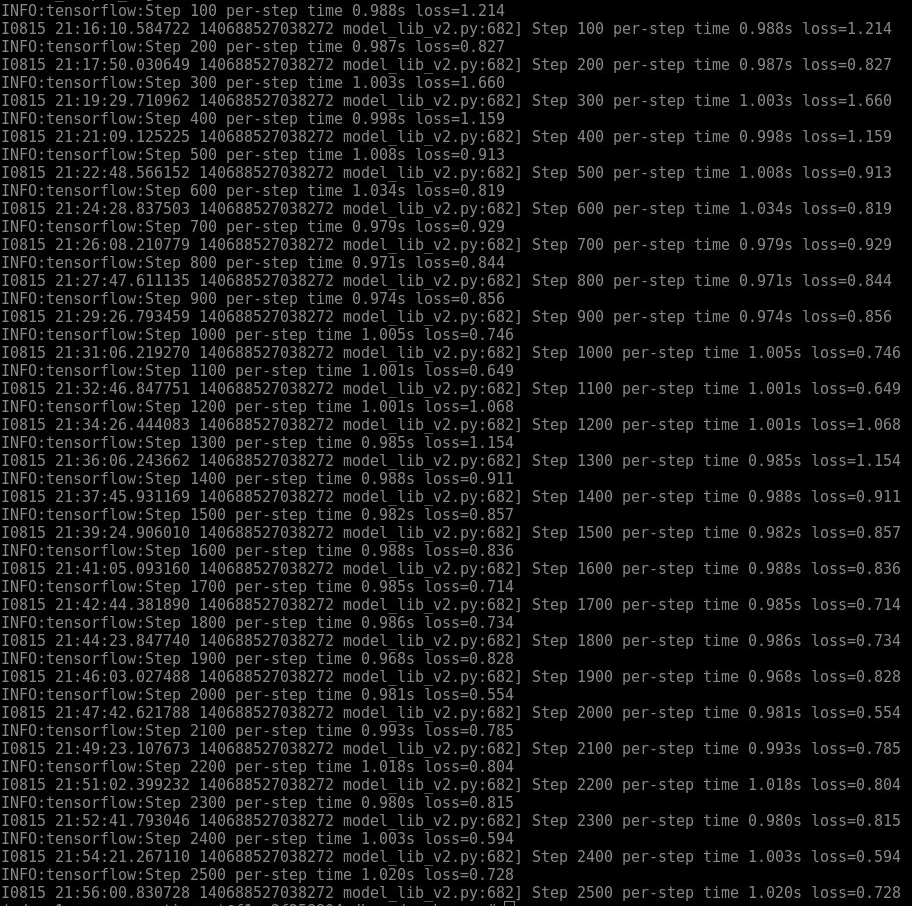 INFO:tensorflow:Step 100 per-step time 0.988s loss=1.214
I0815 21:16:10.584722 140688527038272 model_lib_v2.py:682] Step 100 per-step time 0.988s loss=1.214
INFO:tensorflow:Step 200 per-step time 0.987s loss=0.827
I0815 21:17:50.030649 140688527038272 model_lib_v2.py:682] Step 200 per-step time 0.987s loss=0.827
INFO:tensorflow:Step 300 per-step time 1.003s loss=1.660
I0815 21:19:29.710962 140688527038272 model_lib_v2.py:682] Step 300 per-step time 1.003s loss=1.660
INFO:tensorflow:Step 400 per-step time 0.998s loss=1.159
I0815 21:21:09.125225 140688527038272 model_lib_v2.py:682] Step 400 per-step time 0.998s loss=1.159
INFO:tensorflow:Step 500 per-step time 1.008s loss=0.913
I0815 21:22:48.566152 140688527038272 model_lib_v2.py:682] Step 500 per-step time 1.008s loss=0.913
INFO:tensorflow:Step 600 per-step time 1.034s loss=0.819
I0815 21:24:28.837503 140688527038272 model_lib_v2.py:682] Step 600 per-step time 1.034s loss=0.819
INFO:tensorflow:Step 700 per-step time 0.979s loss=0.929
I0815 21:26:08.210779 140688527038272 model_lib_v2.py:682] Step 700 per-step time 0.979s loss=0.929
INFO:tensorflow:Step 800 per-step time 0.971s loss=0.844
I0815 21:27:47.611135 140688527038272 model_lib_v2.py:682] Step 800 per-step time 0.971s loss=0.844
INFO:tensorflow:Step 900 per-step time 0.974s loss=0.856
I0815 21:29:26.793459 140688527038272 model_lib_v2.py:682] Step 900 per-step time 0.974s loss=0.856
INFO:tensorflow:Step 1000 per-step time 1.005s loss=0.746
I0815 21:31:06.219270 140688527038272 model_lib_v2.py:682] Step 1000 per-step time 1.005s loss=0.746
INFO:tensorflow:Step 1100 per-step time 1.001s loss=0.649
I0815 21:32:46.847751 140688527038272 model_lib_v2.py:682] Step 1100 per-step time 1.001s loss=0.649
INFO:tensorflow:Step 1200 per-step time 1.001s loss=1.068
I0815 21:34:26.444083 140688527038272 model_lib_v2.py:682] Step 1200 per-step time 1.001s loss=1.068
INFO:tensorflow:Step 1300 per-step time 0.985s loss=1.154
I0815 21:36:06.243662 140688527038272 model_lib_v2.py:682] Step 1300 per-step time 0.985s loss=1.154
INFO:tensorflow:Step 1400 per-step time 0.988s loss=0.911
I0815 21:37:45.931169 140688527038272 model_lib_v2.py:682] Step 1400 per-step time 0.988s loss=0.911
INFO:tensorflow:Step 1500 per-step time 0.982s loss=0.857
I0815 21:39:24.906010 140688527038272 model_lib_v2.py:682] Step 1500 per-step time 0.982s loss=0.857
INFO:tensorflow:Step 1600 per-step time 0.988s loss=0.836
I0815 21:41:05.093160 140688527038272 model_lib_v2.py:682] Step 1600 per-step time 0.988s loss=0.836
INFO:tensorflow:Step 1700 per-step time 0.985s loss=0.714
I0815 21:42:44.381890 140688527038272 model_lib_v2.py:682] Step 1700 per-step time 0.985s loss=0.714
INFO:tensorflow:Step 1800 per-step time 0.986s loss=0.734
I0815 21:44:23.847740 140688527038272 model_lib_v2.py:682] Step 1800 per-step time 0.986s loss=0.734
INFO:tensorflow:Step 1900 per-step time 0.968s loss=0.828
I0815 21:46:03.027488 140688527038272 model_lib_v2.py:682] Step 1900 per-step time 0.968s loss=0.828
INFO:tensorflow:Step 2000 per-step time 0.981s loss=0.554
I0815 21:47:42.621788 140688527038272 model_lib_v2.py:682] Step 2000 per-step time 0.981s loss=0.554
INFO:tensorflow:Step 2100 per-step time 0.993s loss=0.785
I0815 21:49:23.107673 140688527038272 model_lib_v2.py:682] Step 2100 per-step time 0.993s loss=0.785
INFO:tensorflow:Step 2200 per-step time 1.018s loss=0.804
I0815 21:51:02.399232 140688527038272 model_lib_v2.py:682] Step 2200 per-step time 1.018s loss=0.804
INFO:tensorflow:Step 2300 per-step time 0.980s loss=0.815
I0815 21:52:41.793046 140688527038272 model_lib_v2.py:682] Step 2300 per-step time 0.980s loss=0.815
INFO:tensorflow:Step 2400 per-step time 1.003s loss=0.594
I0815 21:54:21.267110 140688527038272 model_lib_v2.py:682] Step 2400 per-step time 1.003s loss=0.594
INFO:tensorflow:Step 2500 per-step time 1.020s loss=0.728
I0815 21:56:00.830728 140688527038272 model_lib_v2.py:682] Step 2500 per-step time 1.020s loss=0.728